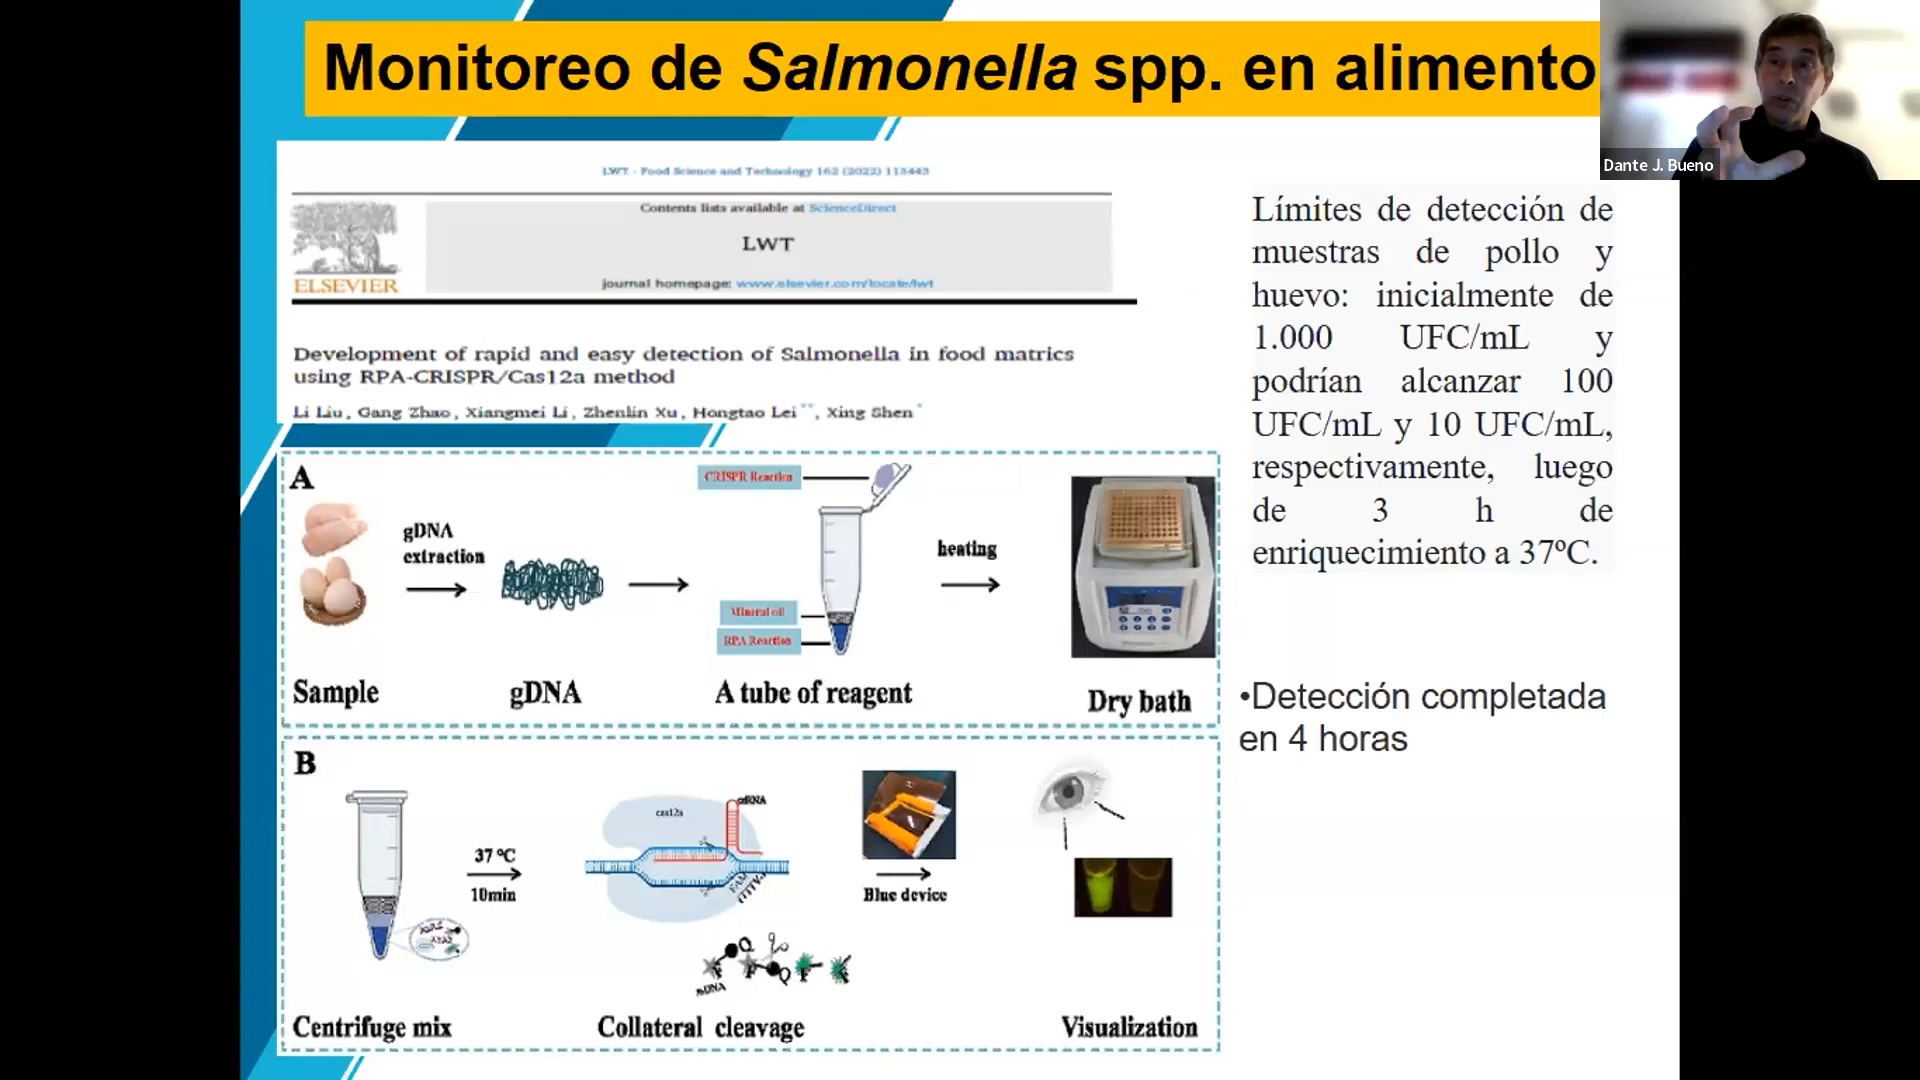 Monitoreo de Salmonella spp. en alimento
Dante J. Bueno
LWT - Food Science and Technology 162 (2022) 113443
Contents lists available at ScienceDirect
LWT
journal homepage: www.elsevier.com/locate/lwt
ELSEVIER
Development of rapid and easy detection of Salmonella in food matrics
using RPA-CRISPR/Cas12a method
Li Liu, Gang Zhao, Xiangmei Li, Zhenlin Xu, Hongtao Lei **, Xing Shen *
Límites de detección de
muestras de pollo y
huevo: inicialmente de
1.000 UFC/mL y
podrían alcanzar 100
UFC/mL y 10 UFC/mL,
respectivamente, luego
de 3 h de
enriquecimiento a 37ºC.
•Detección completada
en 4 horas
A
CRISPR Reaction
gDNA
extraction
heating
Mineral oil
RPA Reaction
Sample
gDNA
A tube of reagent
Dry bath
B
37 ℃
10min
cas12a
crRNA
Blue device
Q
F
Q
F
ssDNA
Centrifuge mix
Collateral cleavage
Visualization